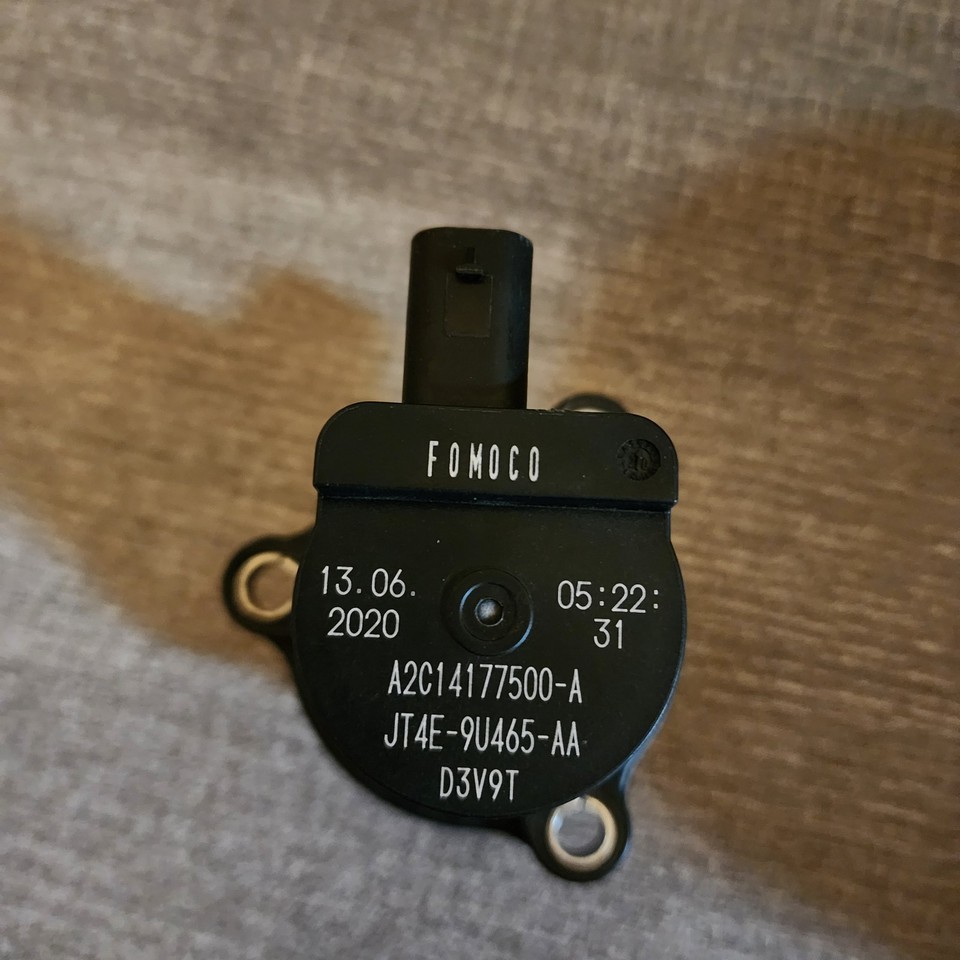 FOMOCO
13.06.
2020
05:22:
31
A2C14177500-A
JT4E-9U465-AA
D3V9T